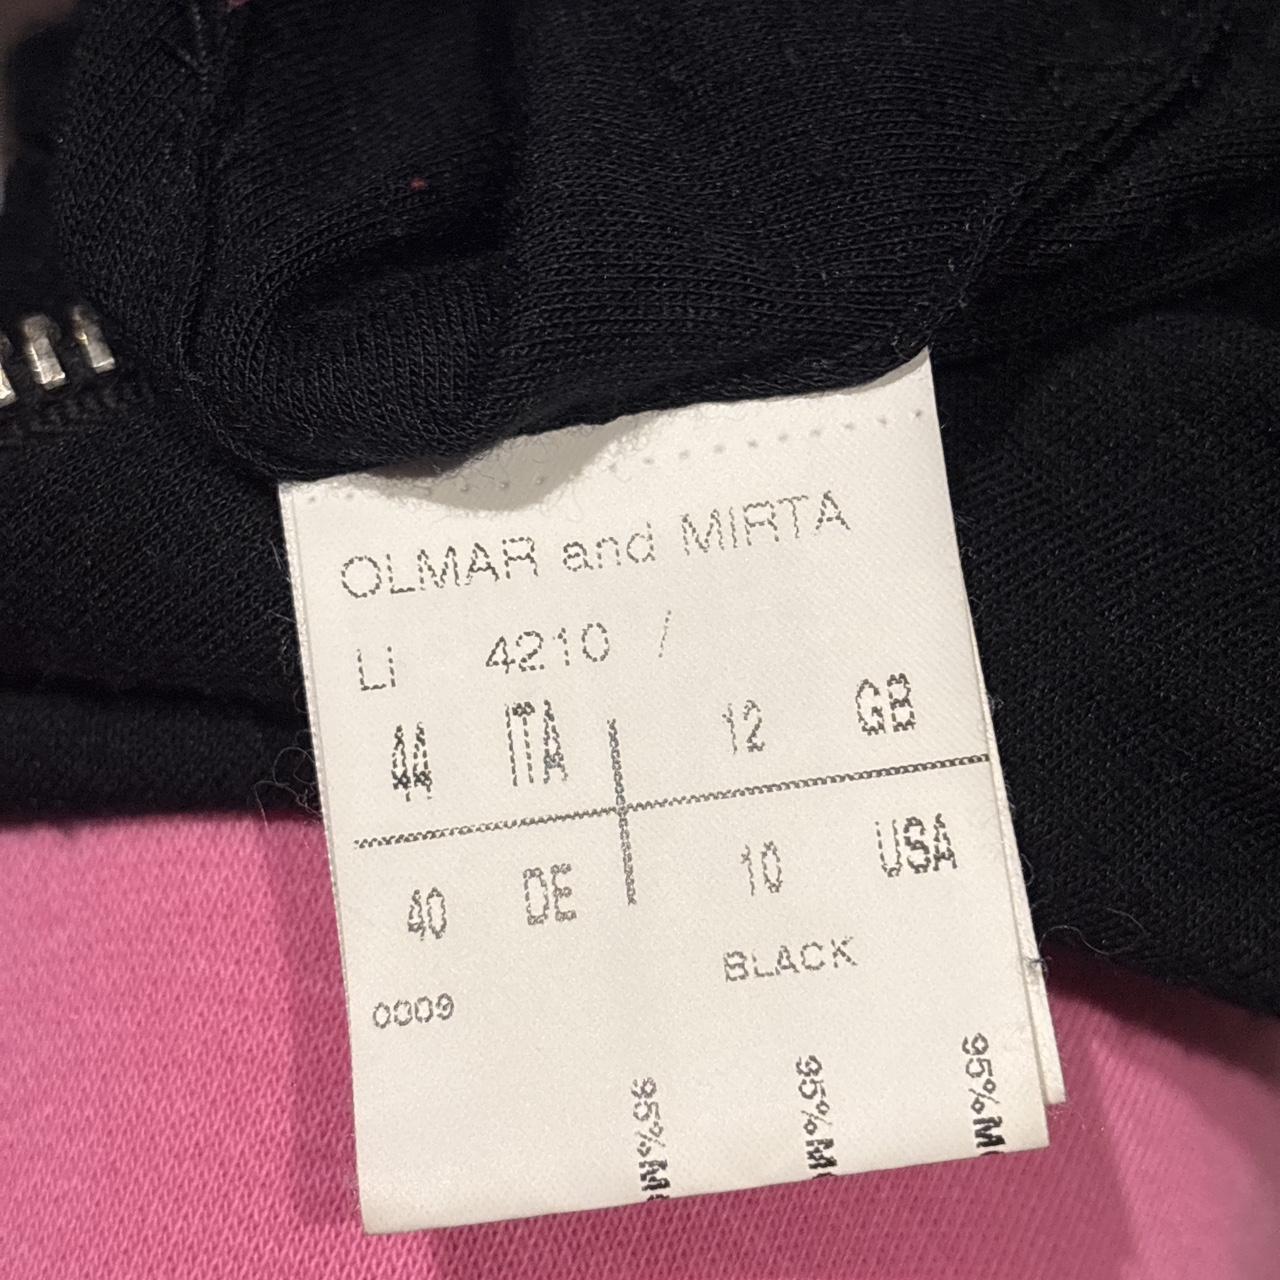 OLMAR and MIRTA
LI 4210 /
44 ITA 12 GB
40 DE 10 USA
BLACK
0009
95%M
95%M
95%M